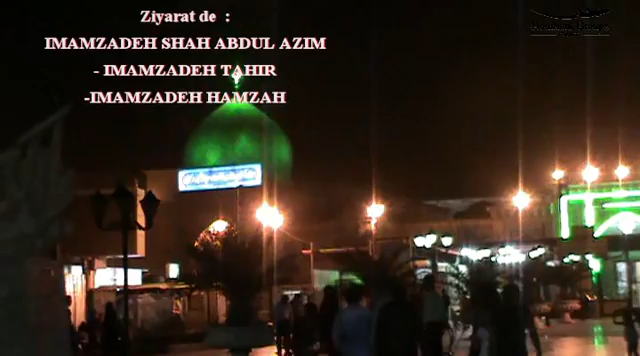 Ziyarat de :
IMAMZADEH SHAH ABDUL AZIM
- IMAMZADEH TAHIR
-IMAMZADEH HAMZAH